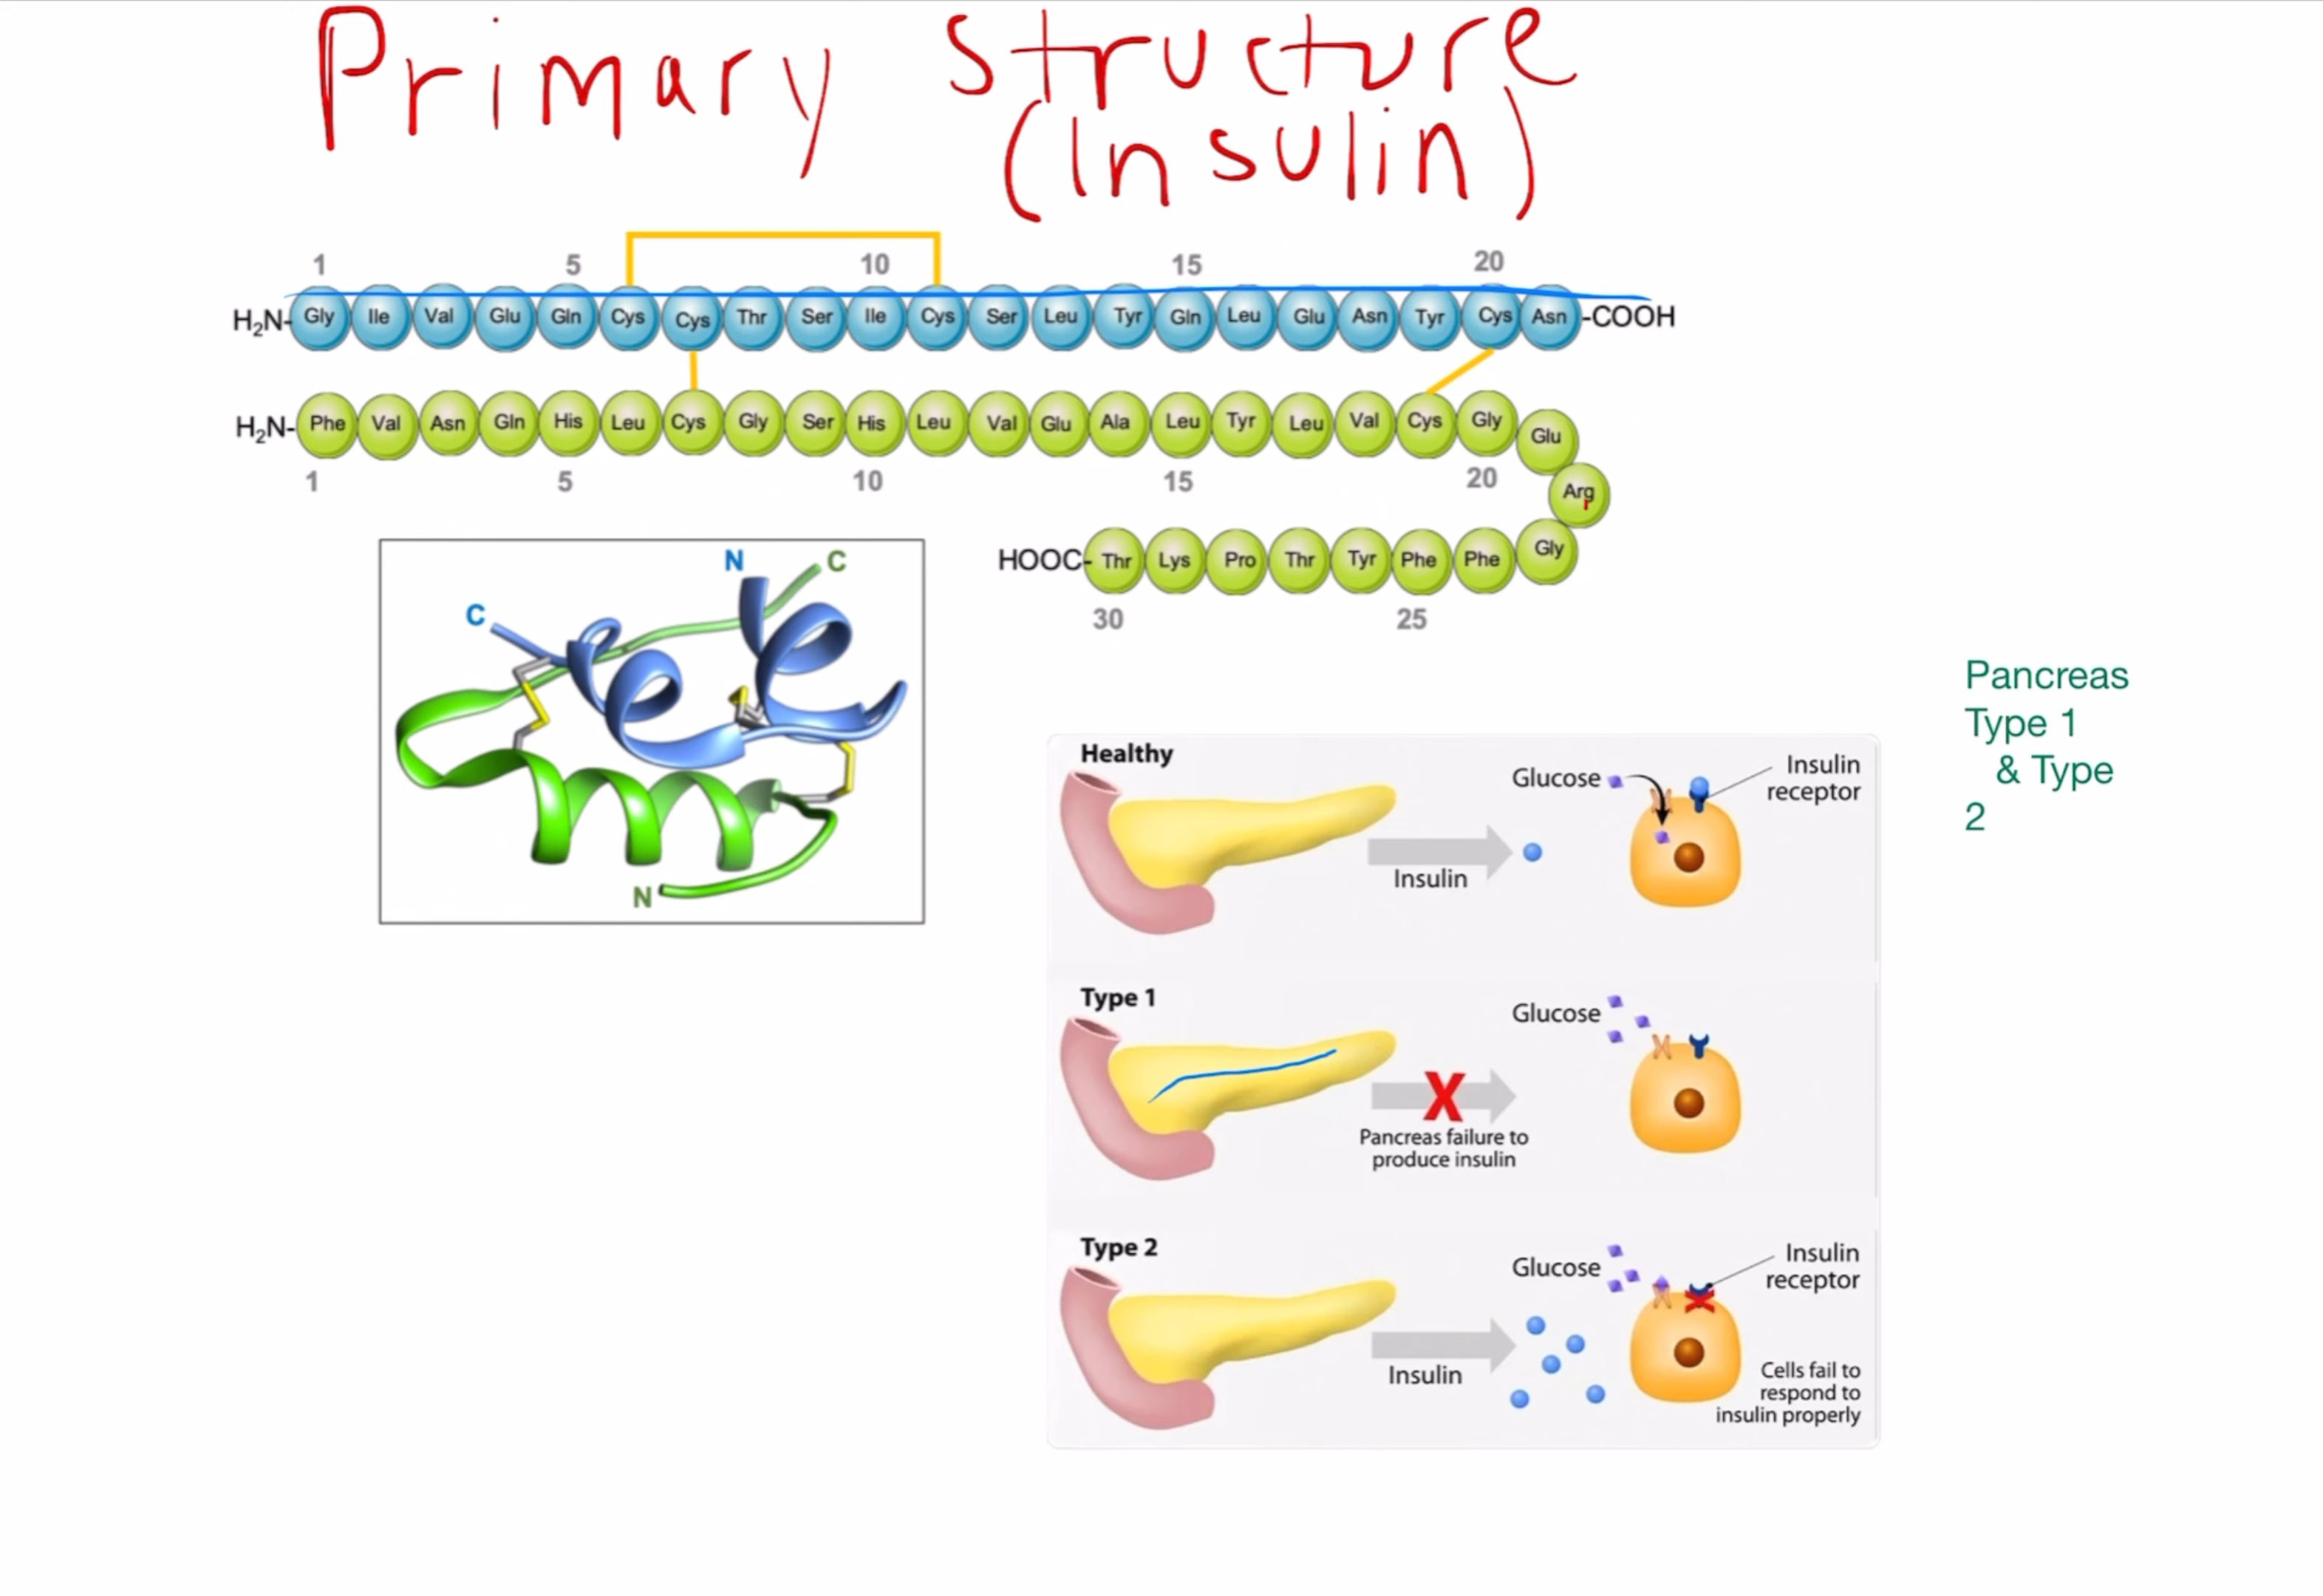 Primary Structure
(Insulin)
1 5 10 15 20
H₂N- Gly Ile Val Glu Gln Cys Cys Thr Ser Ile Cys Ser Leu Tyr Gln Leu Glu Asn Tyr Cys Asn -COOH
H₂N- Phe Val Asn Gln His Leu Cys Gly Ser His Leu Val Glu Ala Leu Tyr Leu Val Cys Gly Glu
1 5 10 15 20
Arg
r
HOOC- Thr Lys Pro Thr Tyr Phe Phe Gly
30 25
N C
C
N
Pancreas
Type 1
& Type
2
Healthy
Glucose
Insulin
receptor
Insulin
Type 1
Glucose
X
Pancreas failure to
produce insulin
Type 2
Glucose
Insulin
receptor
Insulin
Cells fail to
respond to
insulin properly